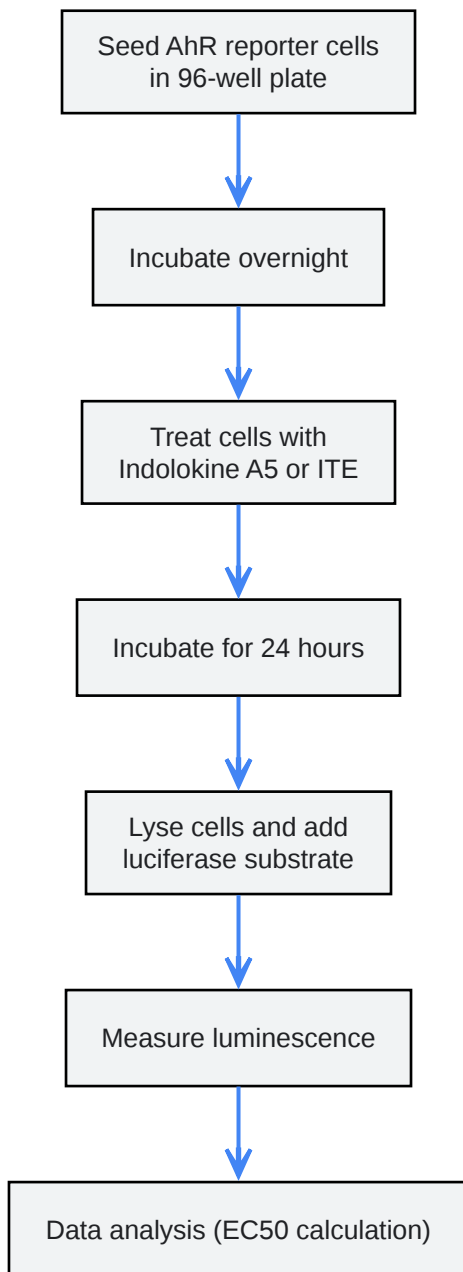 Seed AhR reporter cells
in 96-well plate
Incubate overnight
Treat cells with
Indolokine A5 or ITE
Incubate for 24 hours
Lyse cells and add
luciferase substrate
Measure luminescence
Data analysis (EC50 calculation)